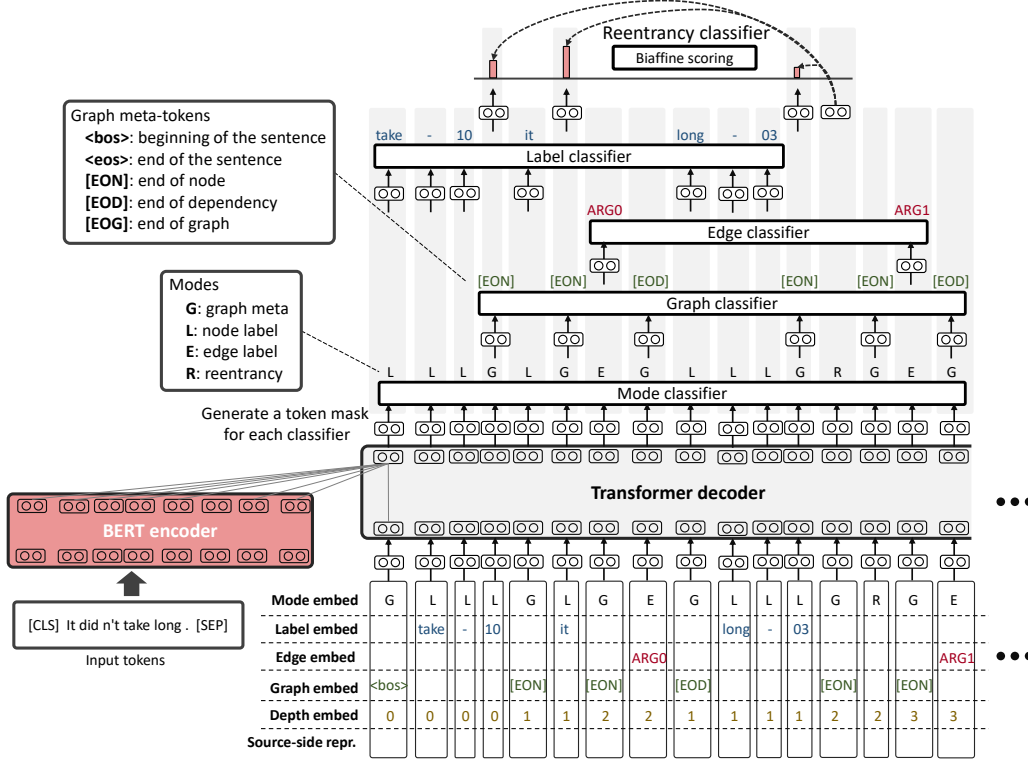 Reentrancy classifier
Biaffine scoring
Graph meta-tokens
<bos>: beginning of the sentence
<eos>: end of the sentence
[EON]: end of node
[EOD]: end of dependency
[EOG]: end of graph
take - 10 it long - 03
Label classifier
ARG0 ARG1
Edge classifier
[EON] [EON] [EOD] [EON] [EON] [EOD]
Graph classifier
Modes
G: graph meta
L: node label
E: edge label
R: reentrancy
L L L G L G E G L L L G R G E G
Mode classifier
Generate a token mask
for each classifier
Transformer decoder
BERT encoder
[CLS] It did n't take long . [SEP]
Input tokens
Mode embed G L L L G L G E G L L L G R G E
Label embed take - 10 it long - 03
Edge embed ARG0 ARG1
Graph embed <bos> [EON] [EON] [EOD] [EON] [EON]
Depth embed 0 0 0 0 1 1 2 2 1 1 1 1 2 2 3 3
Source-side repr.